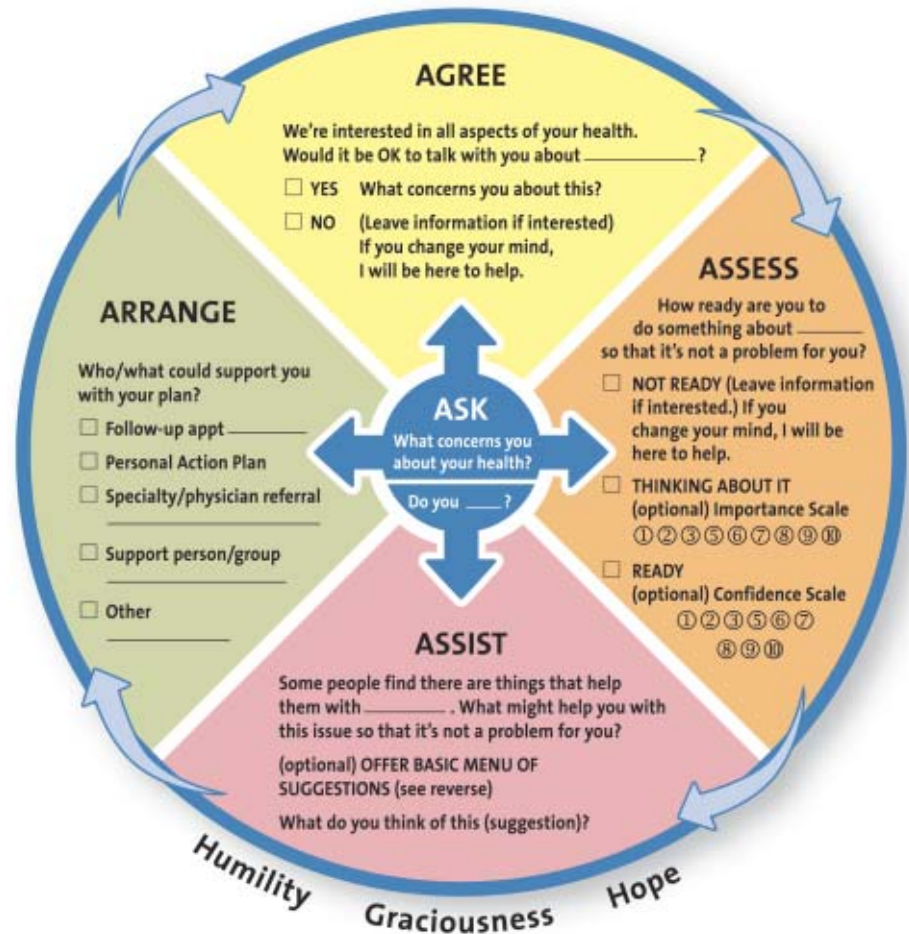 AGREE
We're interested in all aspects of your health.
Would it be OK to talk with you about ____________ ?
☐ YES What concerns you about this?
☐ NO (Leave information if interested)
If you change your mind,
I will be here to help.
ASSESS
How ready are you to
do something about _______
so that it's not a problem for you?
☐ NOT READY (Leave information
if interested.) If you
change your mind, I will be
here to help.
☐ THINKING ABOUT IT
(optional) Importance Scale
①②③⑤⑥⑦⑧⑨⑩
☐ READY
(optional) Confidence Scale
①②③⑤⑥⑦
⑧⑨⑩
ASSIST
Some people find there are things that help
them with _________ . What might help you with
this issue so that it's not a problem for you?
(optional) OFFER BASIC MENU OF
SUGGESTIONS (see reverse)
What do you think of this (suggestion)?
ARRANGE
Who/what could support you
with your plan?
☐ Follow-up appt _________
☐ Personal Action Plan
☐ Specialty/physician referral
_______________________
☐ Support person/group
____________________
☐ Other
______________
ASK
What concerns you
about your health?
Do you ____ ?
Humility Graciousness Hope